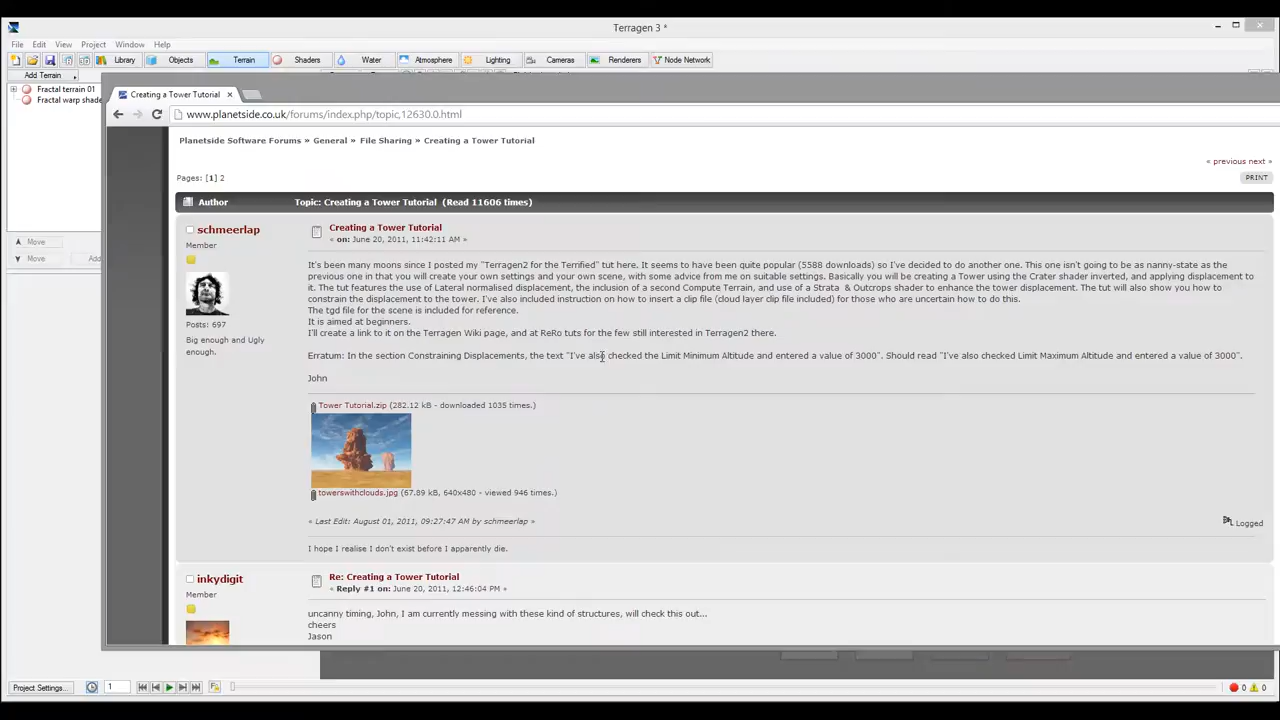 Terragen 3 *
File Edit View Project Window Help
Library Objects Terrain Shaders Water Atmosphere Lighting Cameras Renderers Node Network
Add Terrain
Fractal terrain 01
Fractal warp shade
Move
Move Add
Creating a Tower Tutorial
www.planetside.co.uk/forums/index.php/topic,12630.0.html
Planetside Software Forums » General » File Sharing » Creating a Tower Tutorial
« previous next »
Pages: [1] 2
PRINT
Author Topic: Creating a Tower Tutorial (Read 11606 times)
schmeerlap
Member
Posts: 697
Big enough and Ugly
enough.
Creating a Tower Tutorial
« on: June 20, 2011, 11:42:11 AM »
It's been many moons since I posted my "Terragen2 for the Terrified" tut here. It seems to have been quite popular (5588 downloads) so I've decided to do another one. This one isn't going to be as nanny-state as the
previous one in that you will create your own settings and your own scene, with some advice from me on suitable settings. Basically you will be creating a Tower using the Crater shader inverted, and applying displacement to
it. The tut features the use of Lateral normalised displacement, the inclusion of a second Compute Terrain, and use of a Strata & Outcrops shader to enhance the tower displacement. The tut will also show you how to
constrain the displacement to the tower. I've also included instruction on how to insert a clip file (cloud layer clip file included) for those who are uncertain how to do this.
The tgd file for the scene is included for reference.
It is aimed at beginners.
I'll create a link to it on the Terragen Wiki page, and at ReRo tuts for the few still interested in Terragen2 there.
Erratum: In the section Constraining Displacements, the text "I've also checked the Limit Minimum Altitude and entered a value of 3000". Should read "I've also checked Limit Maximum Altitude and entered a value of 3000".
John
Tower Tutorial.zip (282.12 kB - downloaded 1035 times.)
towerswithclouds.jpg (67.89 kB, 640x480 - viewed 946 times.)
« Last Edit: August 01, 2011, 09:27:47 AM by schmeerlap »
Logged
I hope I realise I don't exist before I apparently die.
inkydigit
Member
Re: Creating a Tower Tutorial
« Reply #1 on: June 20, 2011, 12:46:04 PM »
uncanny timing, John, I am currently messing with these kind of structures, will check this out...
cheers
Jason
Project Settings... 1 0 0